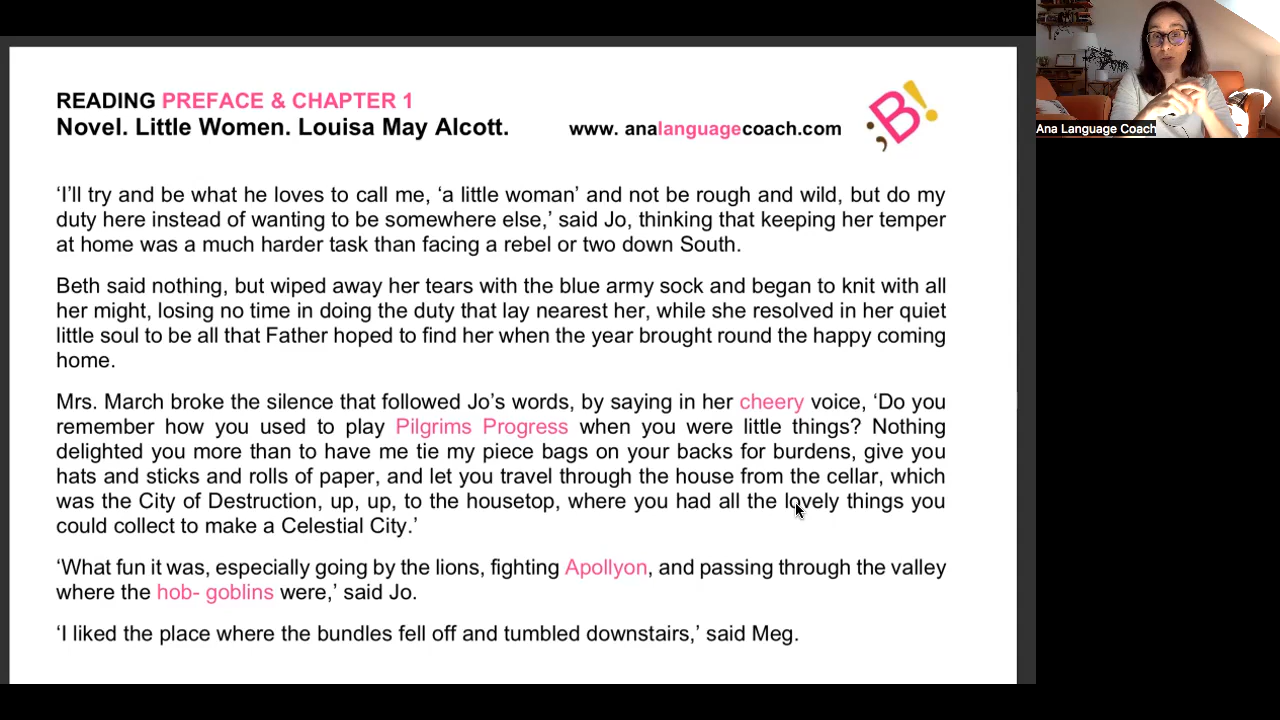 READING PREFACE & CHAPTER 1
Novel. Little Women. Louisa May Alcott.
www. analanguagecoach.com
B!
;
Ana Language Coach
‘I’ll try and be what he loves to call me, ‘a little woman’ and not be rough and wild, but do my
duty here instead of wanting to be somewhere else,’ said Jo, thinking that keeping her temper
at home was a much harder task than facing a rebel or two down South.
Beth said nothing, but wiped away her tears with the blue army sock and began to knit with all
her might, losing no time in doing the duty that lay nearest her, while she resolved in her quiet
little soul to be all that Father hoped to find her when the year brought round the happy coming
home.
Mrs. March broke the silence that followed Jo’s words, by saying in her cheery voice, ‘Do you
remember how you used to play Pilgrims Progress when you were little things? Nothing
delighted you more than to have me tie my piece bags on your backs for burdens, give you
hats and sticks and rolls of paper, and let you travel through the house from the cellar, which
was the City of Destruction, up, up, to the housetop, where you had all the lovely things you
could collect to make a Celestial City.’
‘What fun it was, especially going by the lions, fighting Apollyon, and passing through the valley
where the hob- goblins were,’ said Jo.
‘I liked the place where the bundles fell off and tumbled downstairs,’ said Meg.